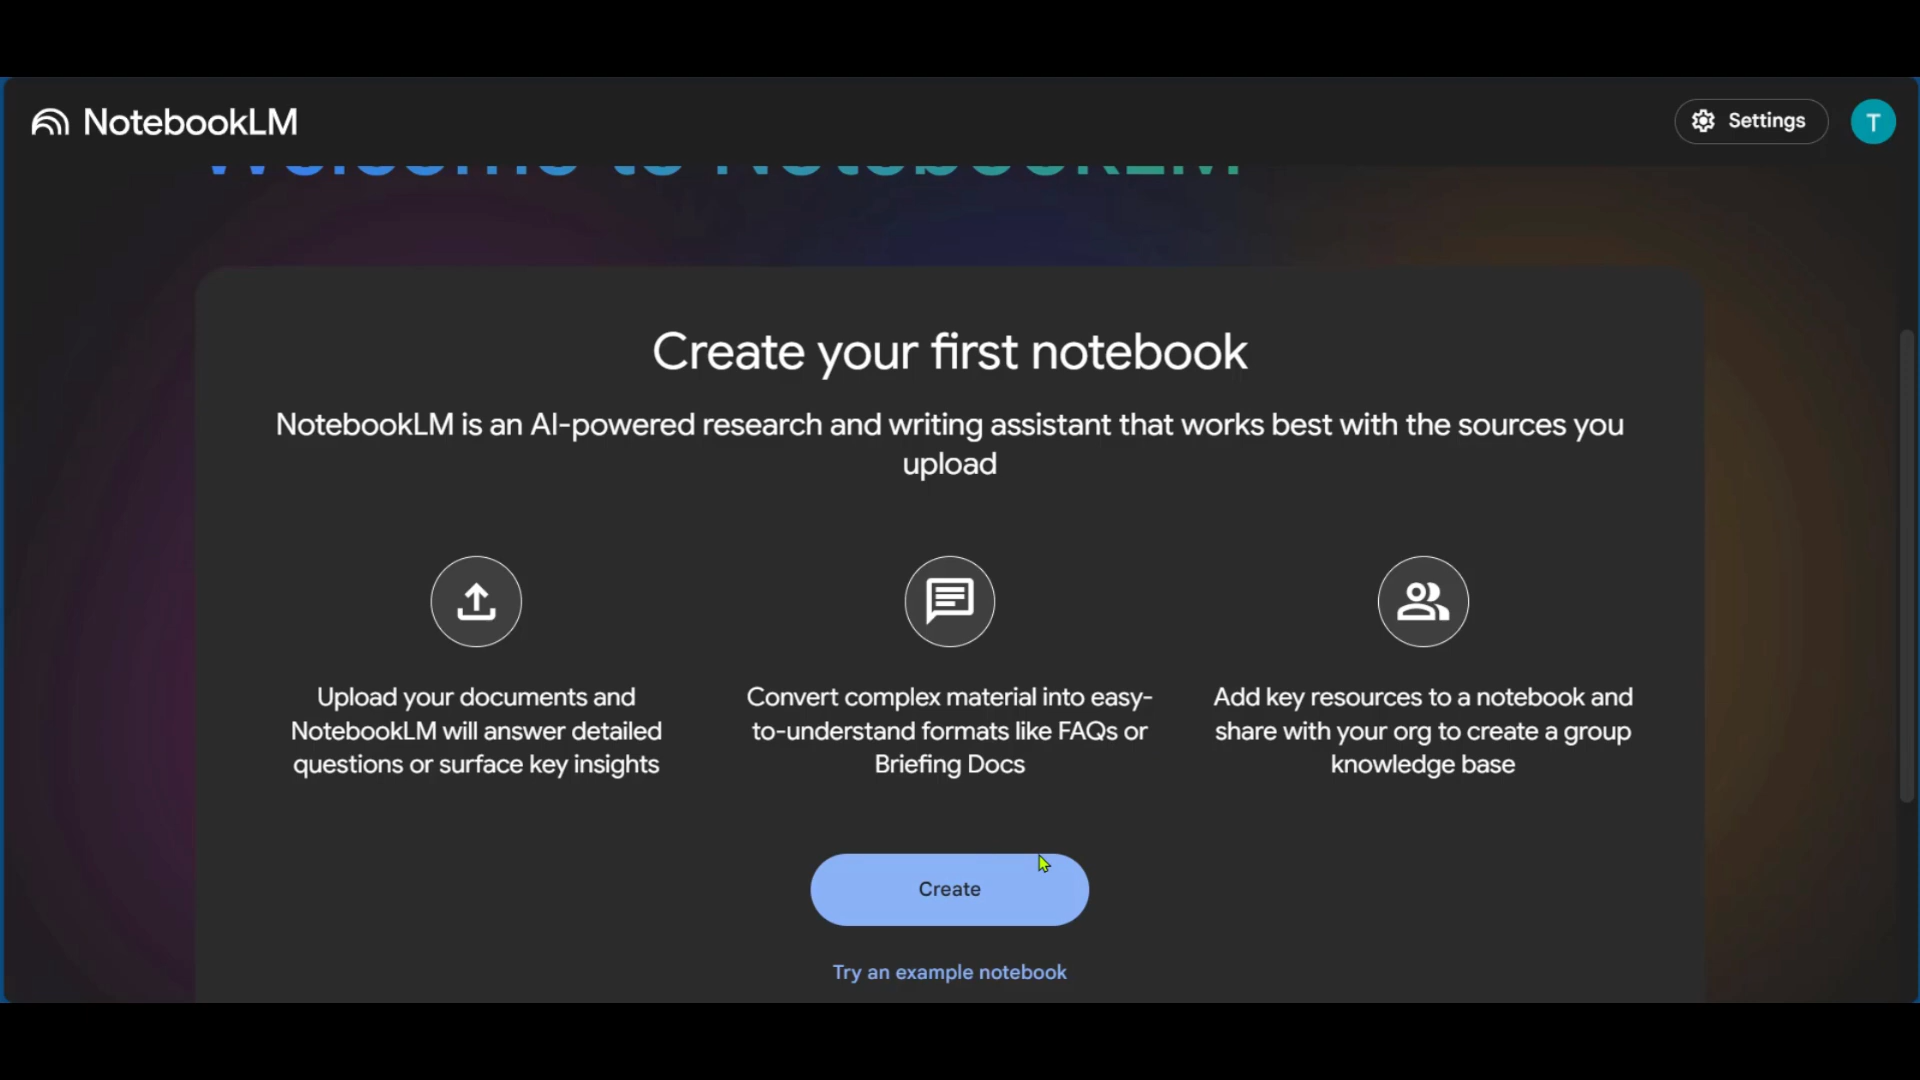 NotebookLM
Settings
T
Welcome to NotebookLM
Create your first notebook
NotebookLM is an AI-powered research and writing assistant that works best with the sources you
upload
Upload your documents and
NotebookLM will answer detailed
questions or surface key insights
Convert complex material into easy-
to-understand formats like FAQs or
Briefing Docs
Add key resources to a notebook and
share with your org to create a group
knowledge base
Create
Try an example notebook